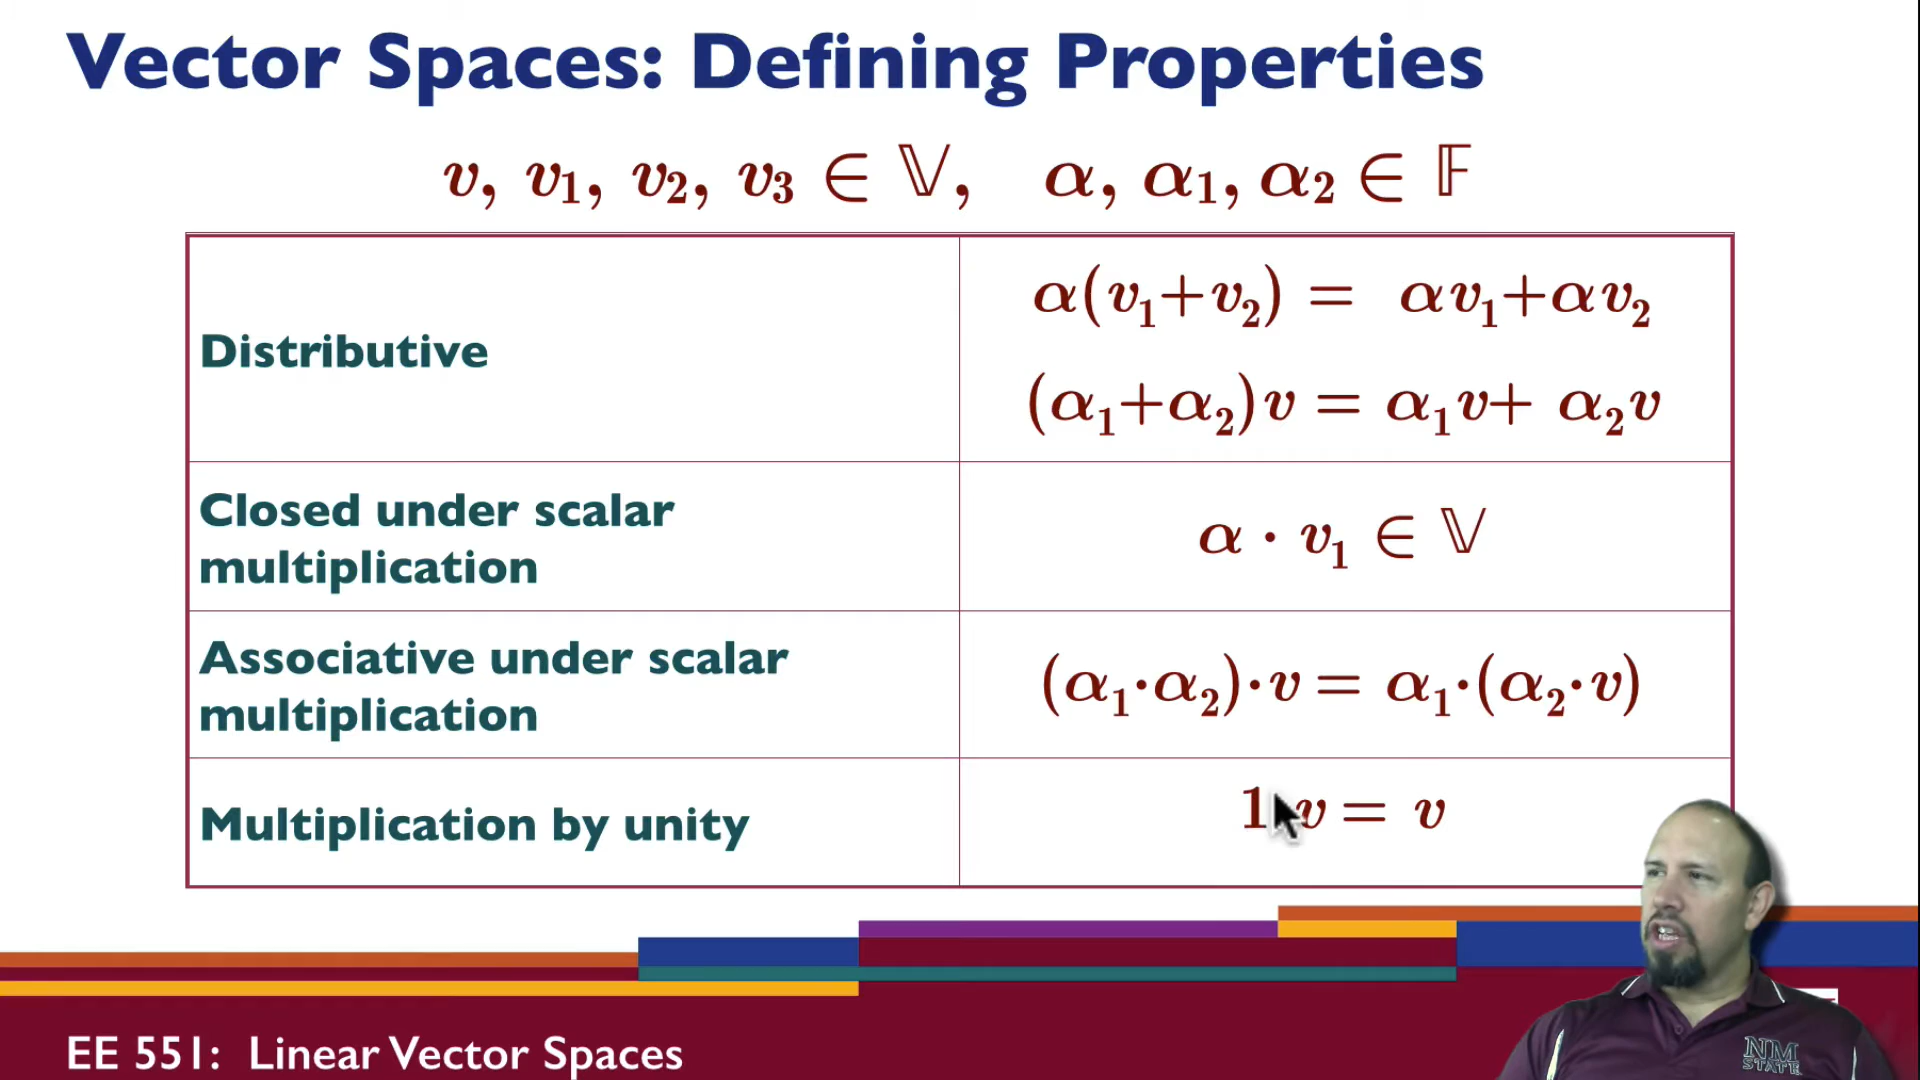 Vector Spaces: Defining Properties
v, v₁, v₂, v₃ ∈ 𝕍, α, α₁, α₂ ∈ 𝔽
Distributive
α(v₁+v₂) = αv₁+αv₂
(α₁+α₂)v = α₁v+ α₂v
Closed under scalar
multiplication
α · v₁ ∈ 𝕍
Associative under scalar
multiplication
(α₁·α₂)·v = α₁·(α₂·v)
Multiplication by unity
1 v = v
EE 551: Linear Vector Spaces
NM
STATE